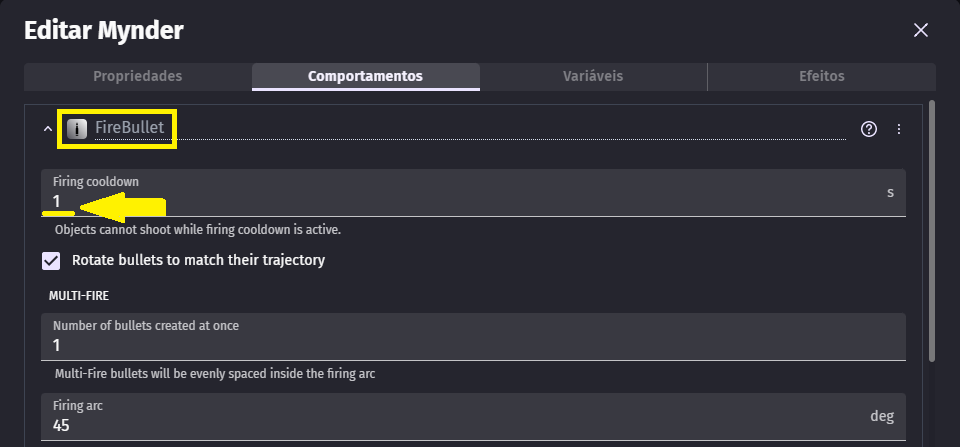 Editar Mynder
Propriedades Comportamentos Variáveis Efeitos
FireBullet
Firing cooldown
1 s
Objects cannot shoot while firing cooldown is active.
Rotate bullets to match their trajectory
MULTI-FIRE
Number of bullets created at once
1
Multi-Fire bullets will be evenly spaced inside the firing arc
Firing arc
45 deg